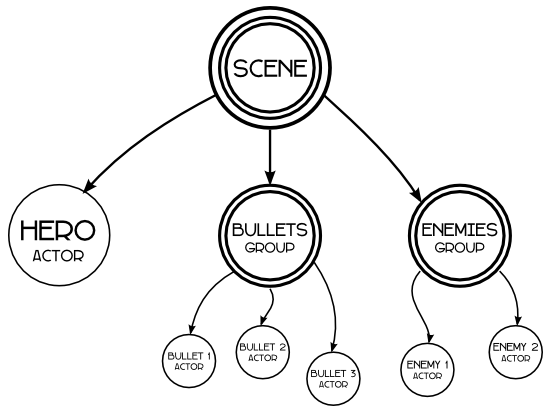 SCENE
HERO
ACTOR
BULLETS
GROUP
ENEMIES
GROUP
BULLET 1
ACTOR
BULLET 2
ACTOR
BULLET 3
ACTOR
ENEMY 1
ACTOR
ENEMY 2
ACTOR